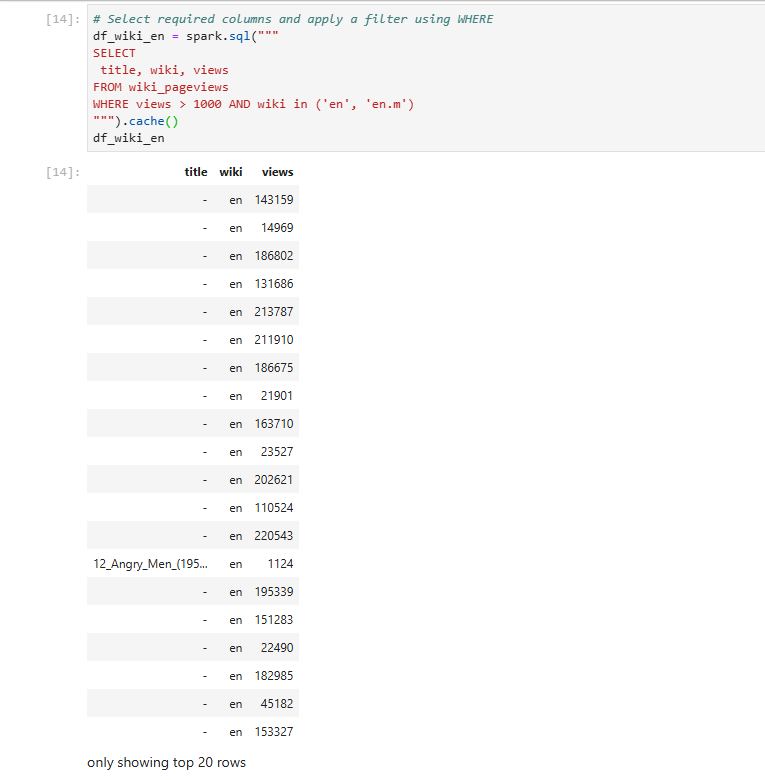 [14]: # Select required columns and apply a filter using WHERE
df_wiki_en = spark.sql("""
SELECT
 title, wiki, views
FROM wiki_pageviews
WHERE views > 1000 AND wiki in ('en', 'en.m')
""").cache()
df_wiki_en
[14]: title wiki views
- en 143159
- en 14969
- en 186802
- en 131686
- en 213787
- en 211910
- en 186675
- en 21901
- en 163710
- en 23527
- en 202621
- en 110524
- en 220543
12_Angry_Men_(195... en 1124
- en 195339
- en 151283
- en 22490
- en 182985
- en 45182
- en 153327
only showing top 20 rows